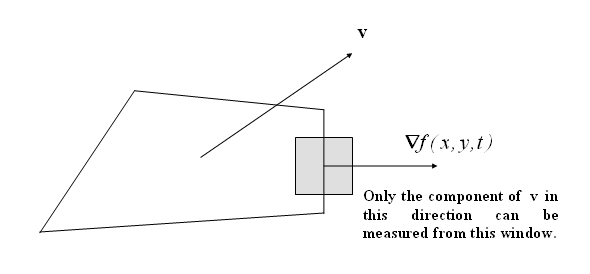 v
∇f(x,y,t)
Only the component of v in
this direction can be
measured from this window.